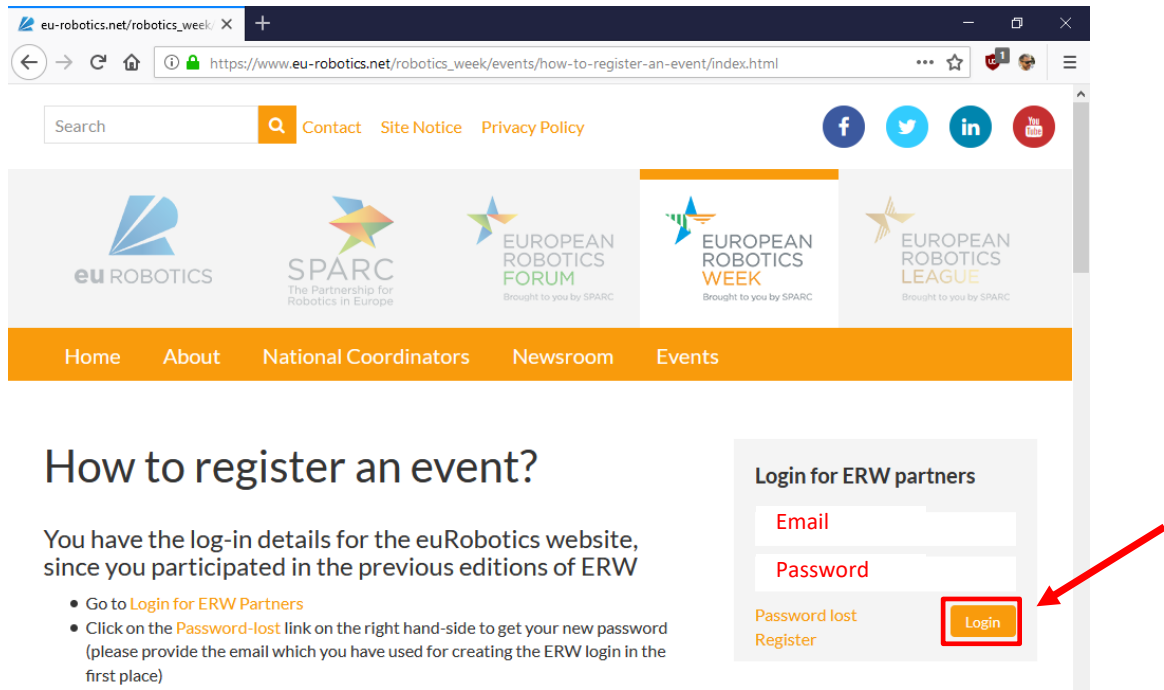 eu-robotics.net/robotics_week/
https://www.eu-robotics.net/robotics_week/events/how-to-register-an-event/index.html
1
Search
Contact Site Notice Privacy Policy
f
in
You
Tube
eu ROBOTICS
SPARC
The Partnership for
Robotics in Europe
EUROPEAN
ROBOTICS
FORUM
Brought to you by SPARC
EUROPEAN
ROBOTICS
WEEK
Brought to you by SPARC
EUROPEAN
ROBOTICS
LEAGUE
Brought to you by SPARC
Home About National Coordinators Newsroom Events
How to register an event?
You have the log-in details for the euRobotics website,
since you participated in the previous editions of ERW
• Go to Login for ERW Partners
• Click on the Password-lost link on the right hand-side to get your new password
(please provide the email which you have used for creating the ERW login in the
first place)
Login for ERW partners
Email
Password
Password lost
Register
Login